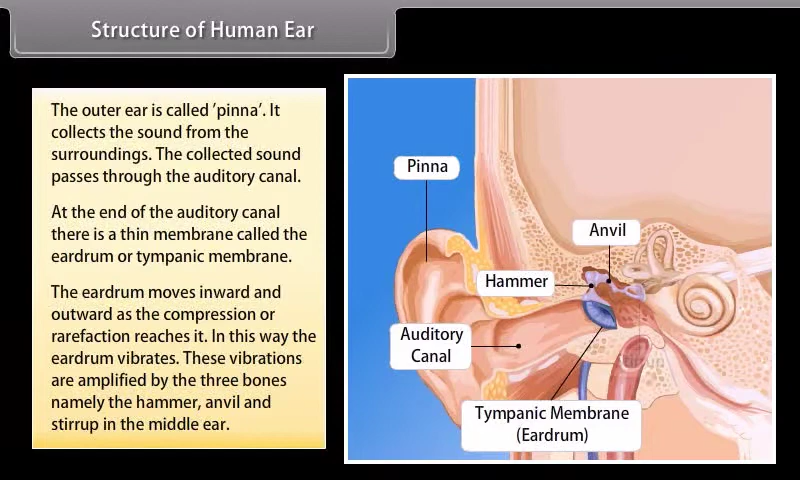 Structure of Human Ear
The outer ear is called 'pinna'. It
collects the sound from the
surroundings. The collected sound
passes through the auditory canal.
At the end of the auditory canal
there is a thin membrane called the
eardrum or tympanic membrane.
The eardrum moves inward and
outward as the compression or
rarefaction reaches it. In this way the
eardrum vibrates. These vibrations
are amplified by the three bones
namely the hammer, anvil and
stirrup in the middle ear.
Pinna
Anvil
Hammer
Auditory
Canal
Stirrup
Tympanic Membrane
(Eardrum)